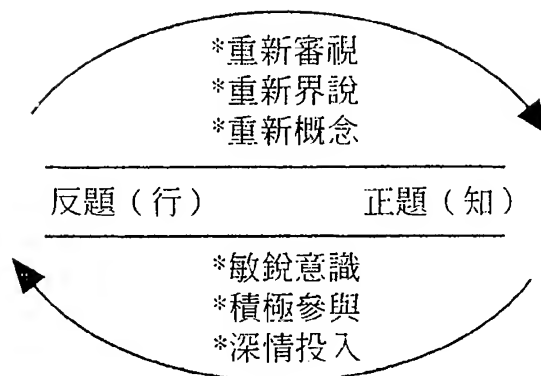 *重新審視
*重新界說
*重新概念
反題（行） 正題（知）
*敏銳意識
*積極參與
*深情投入